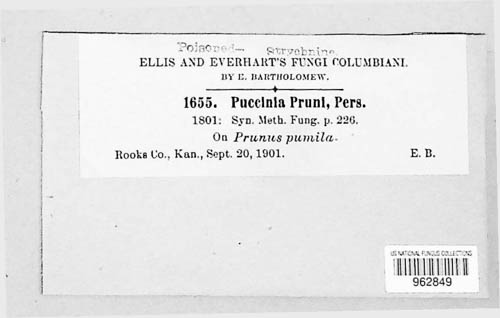 Poisoned— Strychnine.
ELLIS AND EVERHART'S FUNGI COLUMBIANI.
BY E. BARTHOLOMEW.
1655. Puccinia Pruni, Pers.
1801: Syn. Meth. Fung. p. 226.
On Prunus pumila.
Rooks Co., Kan., Sept. 20, 1901. E. B.
US NATIONAL FUNGUS COLLECTIONS
962849